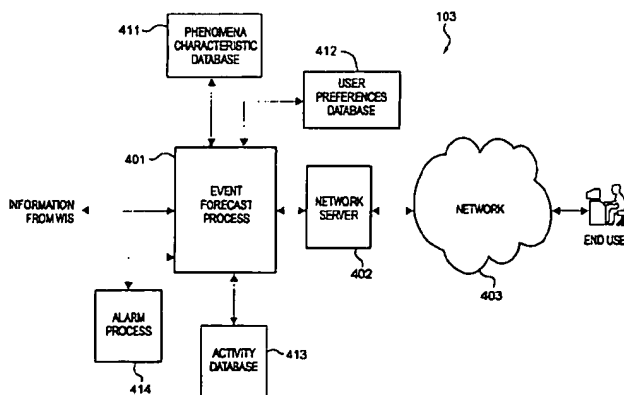 103
411
PHENOMENA
CHARACTERISTIC
DATABASE
412
USER
PREFERENCES
DATABASE
401
EVENT
FORECAST
PROCESS
INFORMATION
FROM WIS
NETWORK
SERVER
402
NETWORK
403
END USE
ALARM
PROCESS
414
ACTIVITY
DATABASE
413